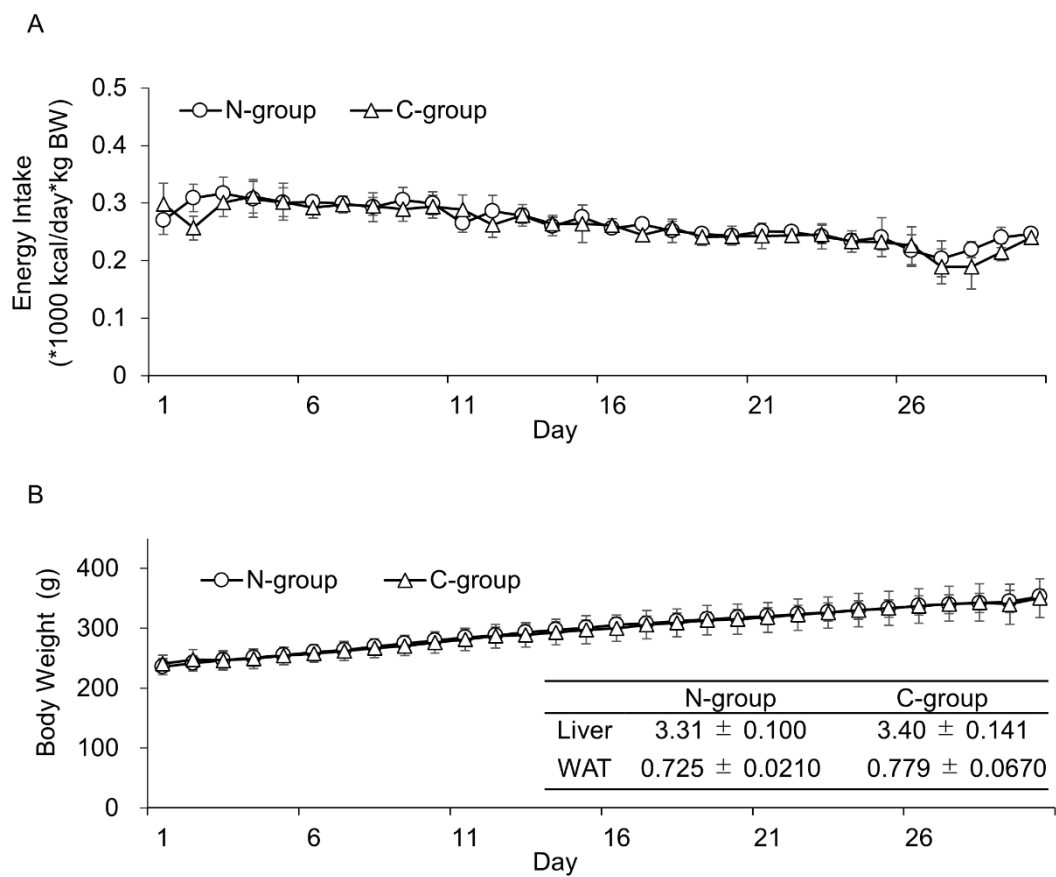 A
0.5
N-group C-group
0.4
0.3
0.2
0.1
0
Energy Intake
(*1000 kcal/day*kg BW)
1 6 11 16 21 26
Day
B
400
N-group C-group
300
200
100
0
Body Weight (g)
N-group C-group
Liver 3.31 ± 0.100 3.40 ± 0.141
WAT 0.725 ± 0.0210 0.779 ± 0.0670
1 6 11 16 21 26
Day